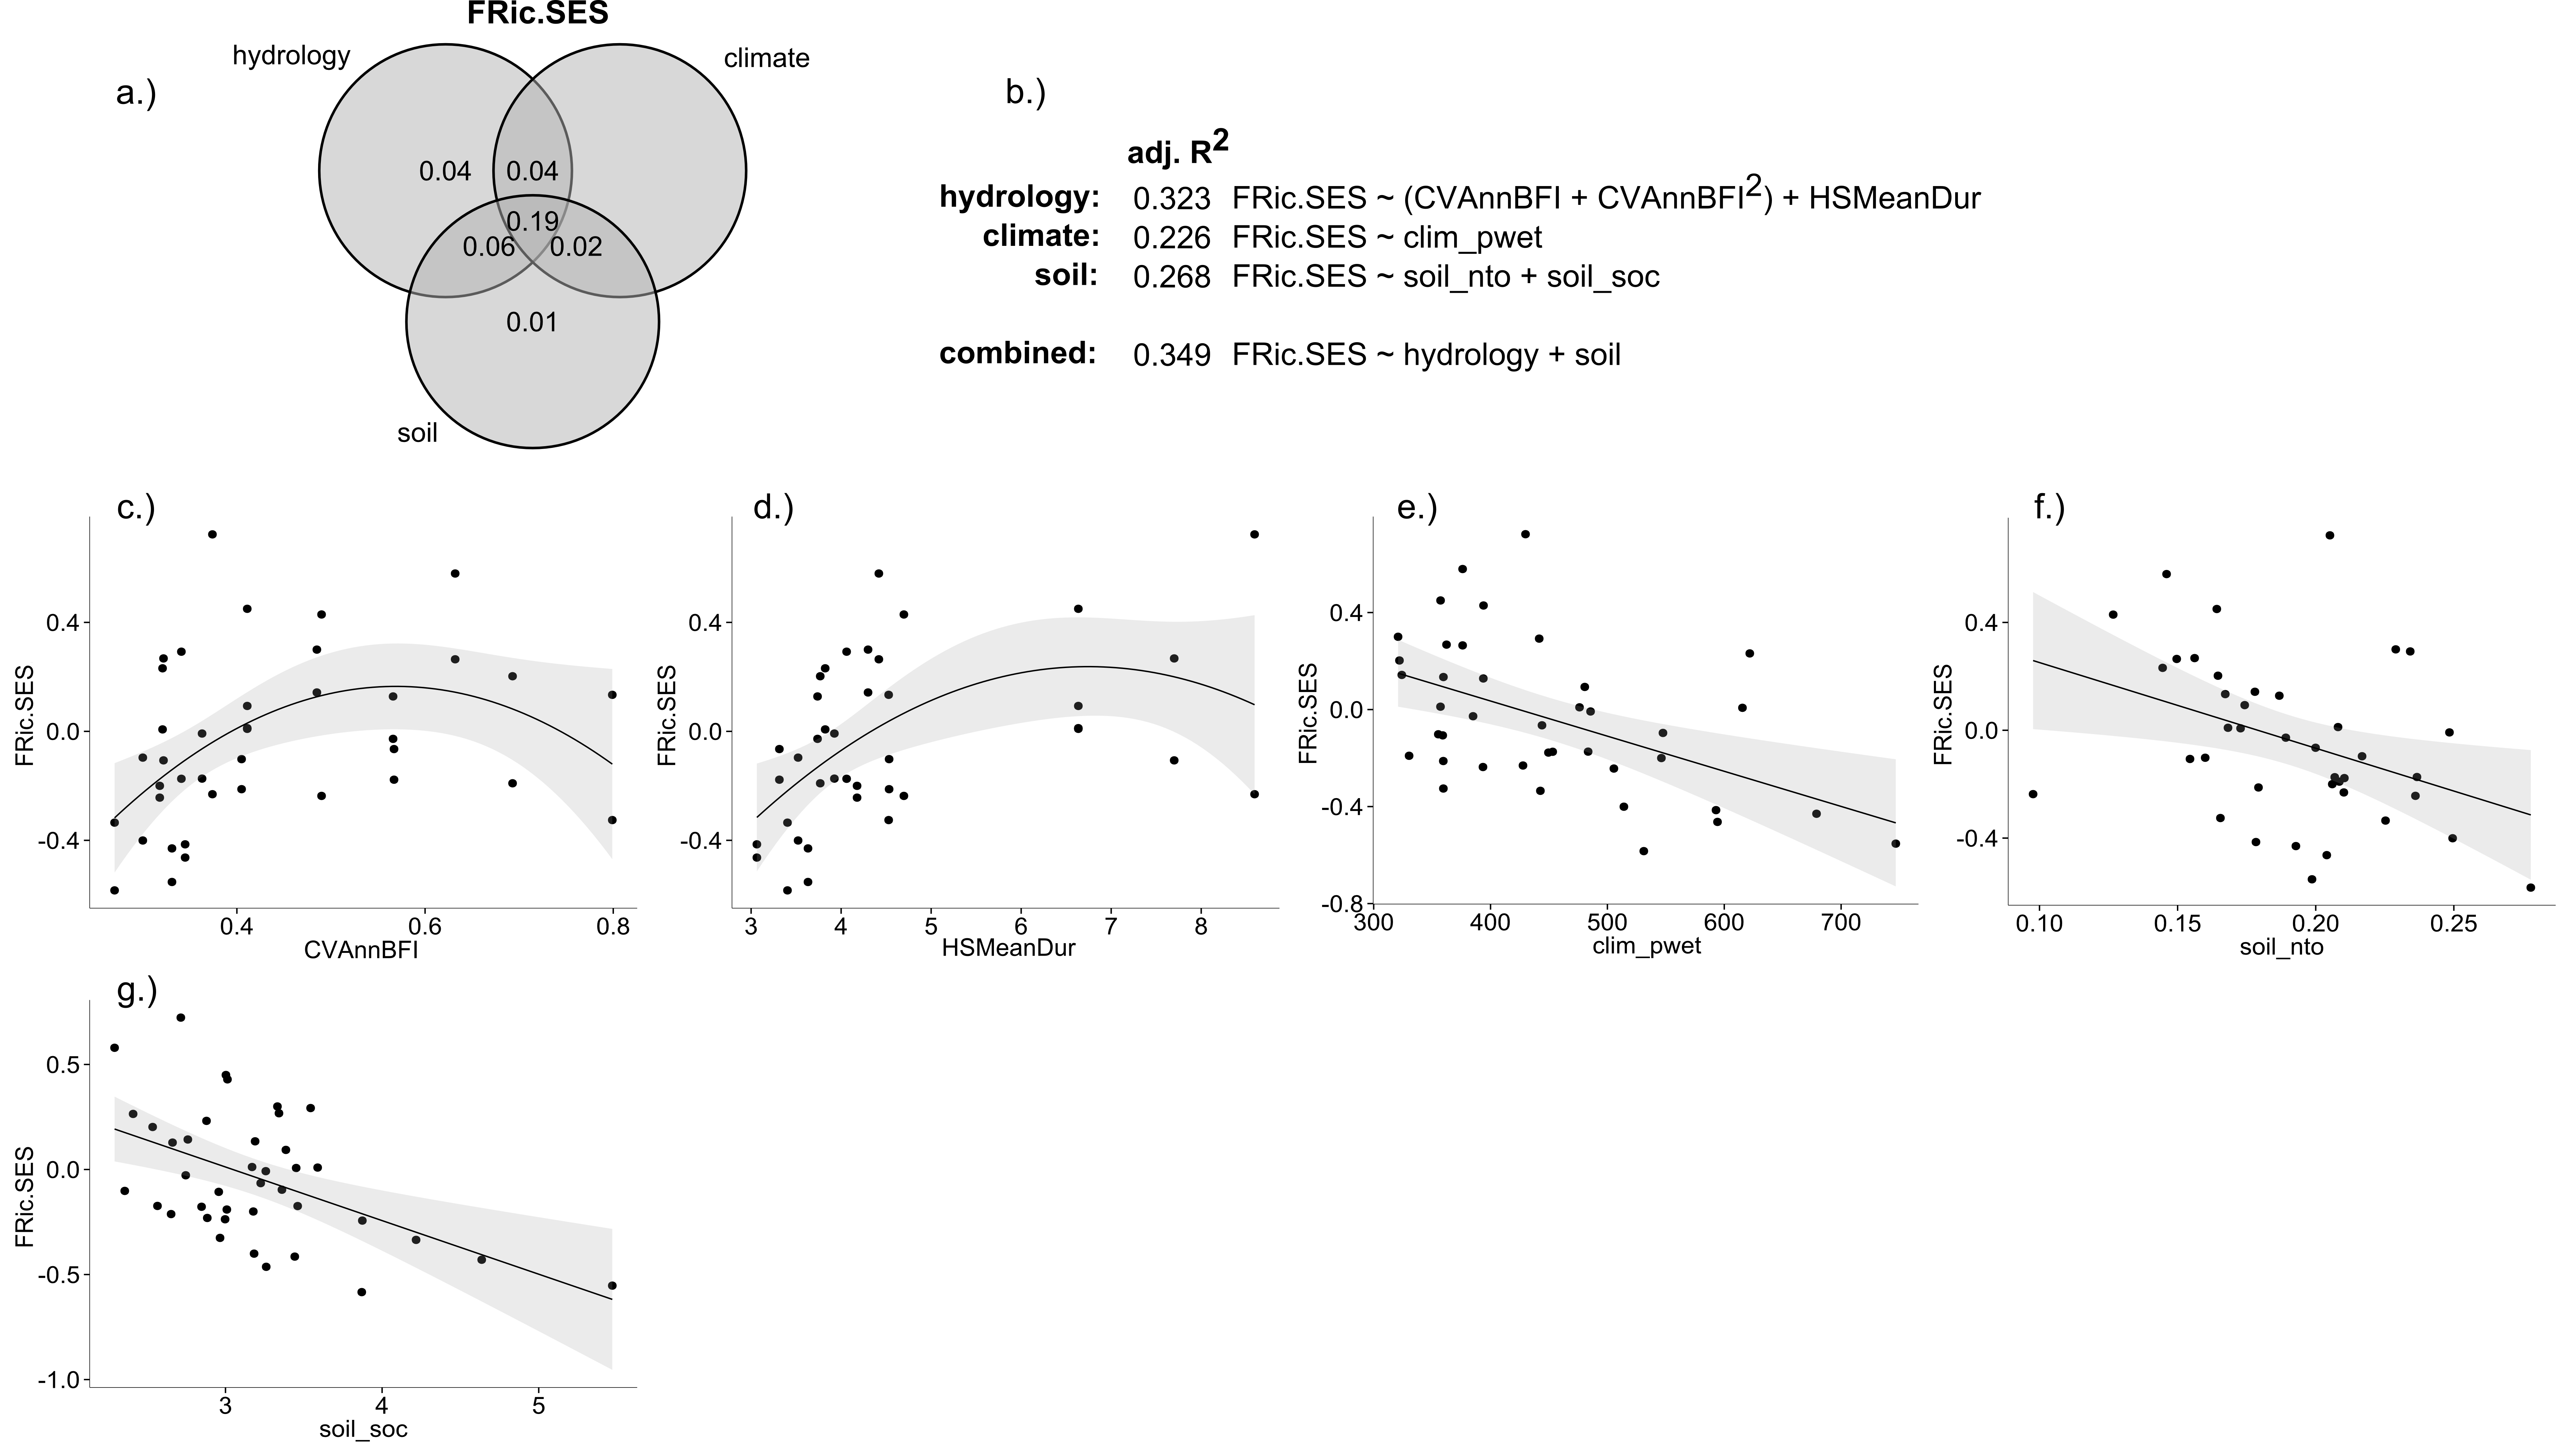 FRic.SES
hydrology
climate
a.)
0.04
0.04
0.19
0.06
0.02
0.01
soil
b.)
adj. R²
hydrology: 0.323 FRic.SES ~ (CVAnnBFI + CVAnnBFI²) + HSMeanDur
climate: 0.226 FRic.SES ~ clim_pwet
soil: 0.268 FRic.SES ~ soil_nto + soil_soc
combined: 0.349 FRic.SES ~ hydrology + soil
c.)
FRic.SES
0.4
0.0
-0.4
0.4 0.6 0.8
CVAnnBFI
d.)
FRic.SES
0.4
0.0
-0.4
3 4 5 6 7 8
HSMeanDur
e.)
FRic.SES
0.4
0.0
-0.4
-0.8
300 400 500 600 700
clim_pwet
f.)
FRic.SES
0.4
0.0
-0.4
0.10 0.15 0.20 0.25
soil_nto
g.)
FRic.SES
0.5
0.0
-0.5
-1.0
3 4 5
soil_soc